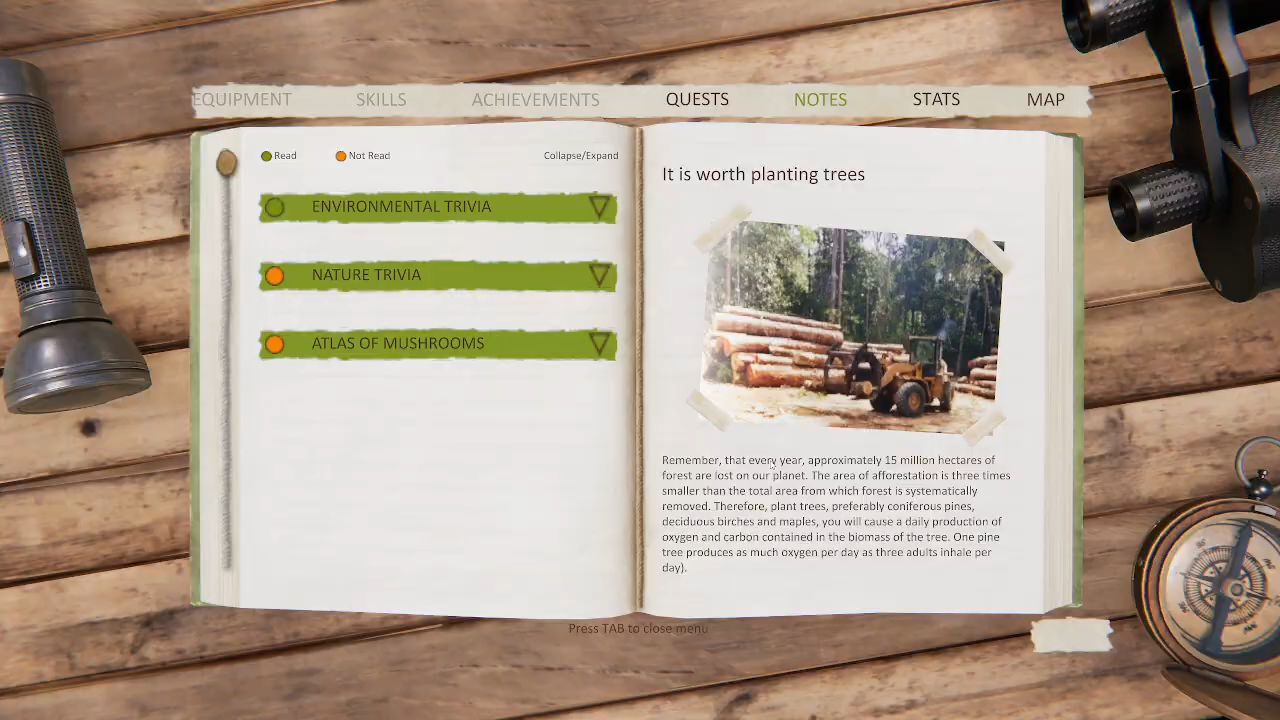 EQUIPMENT SKILLS ACHIEVEMENTS QUESTS NOTES STATS MAP
Read Not Read Collapse/Expand
ENVIRONMENTAL TRIVIA
NATURE TRIVIA
ATLAS OF MUSHROOMS
It is worth planting trees
Remember, that every year, approximately 15 million hectares of
forest are lost on our planet. The area of afforestation is three times
smaller than the total area from which forest is systematically
removed. Therefore, plant trees, preferably coniferous pines,
deciduous birches and maples, you will cause a daily production of
oxygen and carbon contained in the biomass of the tree. One pine
tree produces as much oxygen per day as three adults inhale per
day).
Press TAB to close menu